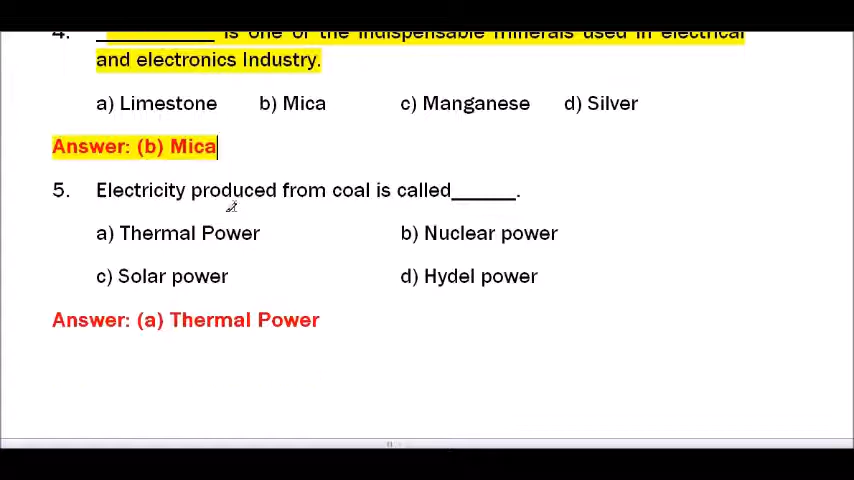 4. __________ is one of the indispensable minerals used in electrical
and electronics Industry.
a) Limestone b) Mica c) Manganese d) Silver
Answer: (b) Mica
5. Electricity produced from coal is called______.
a) Thermal Power b) Nuclear power
c) Solar power d) Hydel power
Answer: (a) Thermal Power